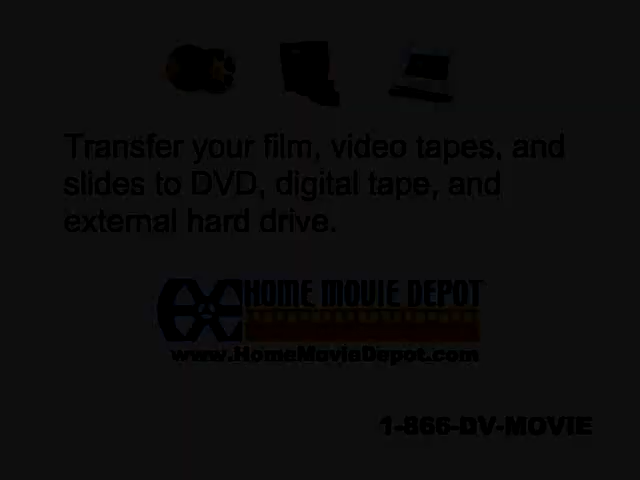 Transfer your film, video tapes, and
slides to DVD, digital tape, and
external hard drive.
HOME MOVIE DEPOT
www.HomeMovieDepot.com
1-866-DV-MOVIE